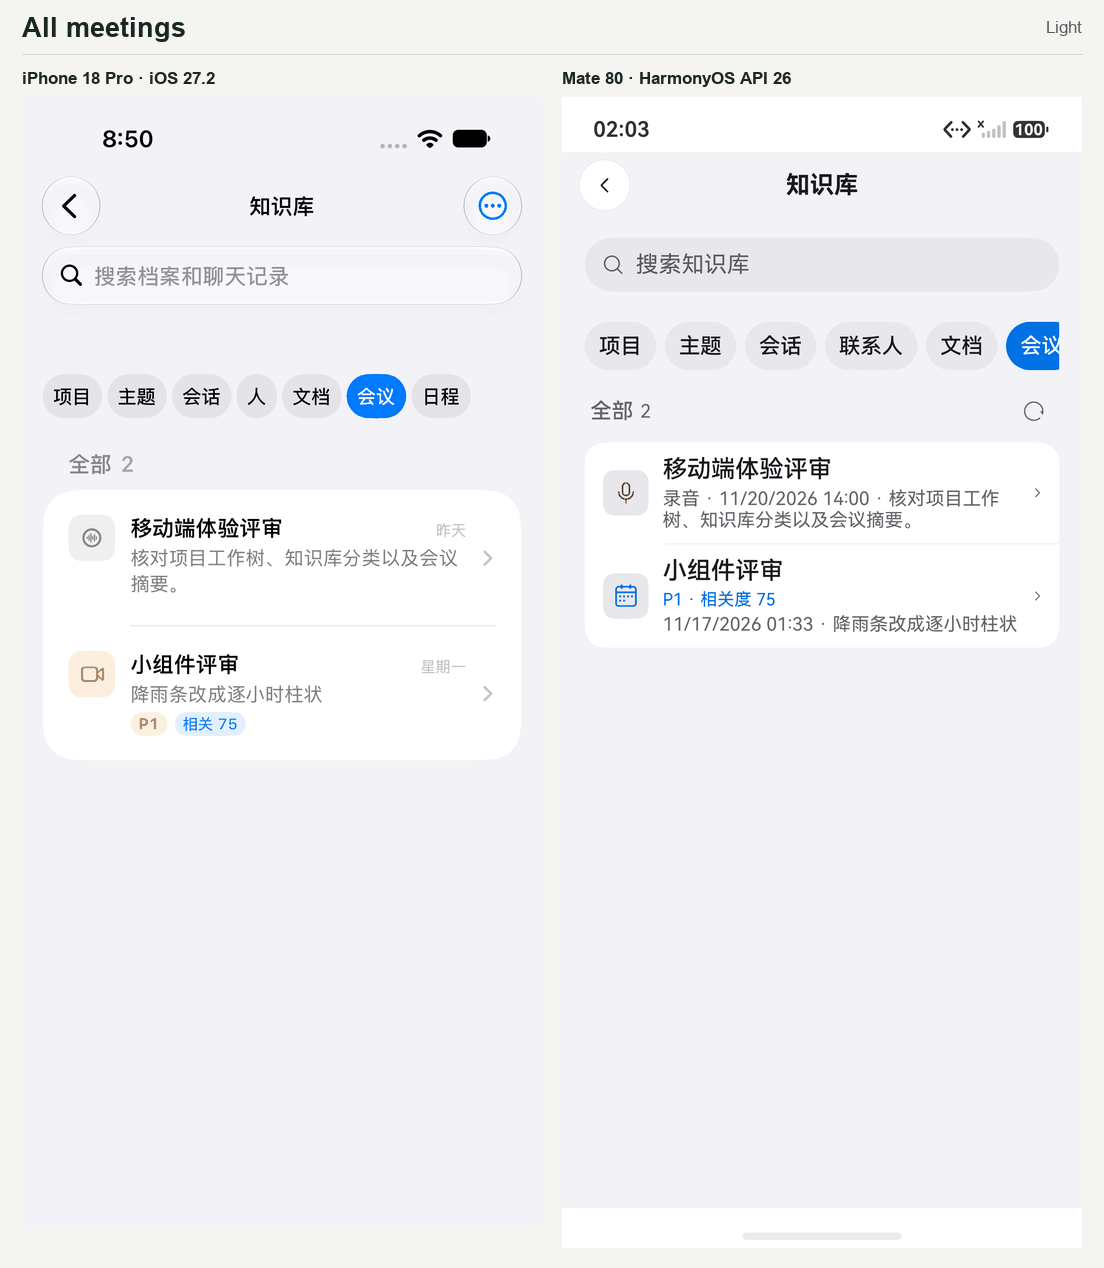 All meetings
Light
iPhone 18 Pro · iOS 27.2
8:50
知识库
搜索档案和聊天记录
项目 主题 会话 人 文档 会议 日程
全部 2
移动端体验评审
昨天
核对项目工作树、知识库分类以及会议
摘要。
小组件评审
星期一
降雨条改成逐小时柱状
P1 相关 75
Mate 80 · HarmonyOS API 26
02:03
100
知识库
搜索知识库
项目 主题 会话 联系人 文档 会议
全部 2
移动端体验评审
录音 · 11/20/2026 14:00 · 核对项目工作
树、知识库分类以及会议摘要。
小组件评审
P1 · 相关度 75
11/17/2026 01:33 · 降雨条改成逐小时柱状